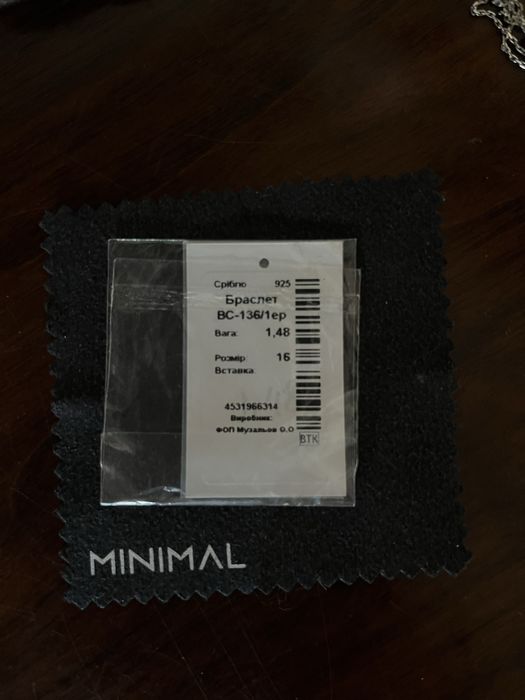 Срібло 925
Браслет
ВС-136/1ер
Вага: 1,48
Розмір: 16
Вставка
4531966314
Виробник:
ФОП Музальов О.О
ВТК
MINIMAL